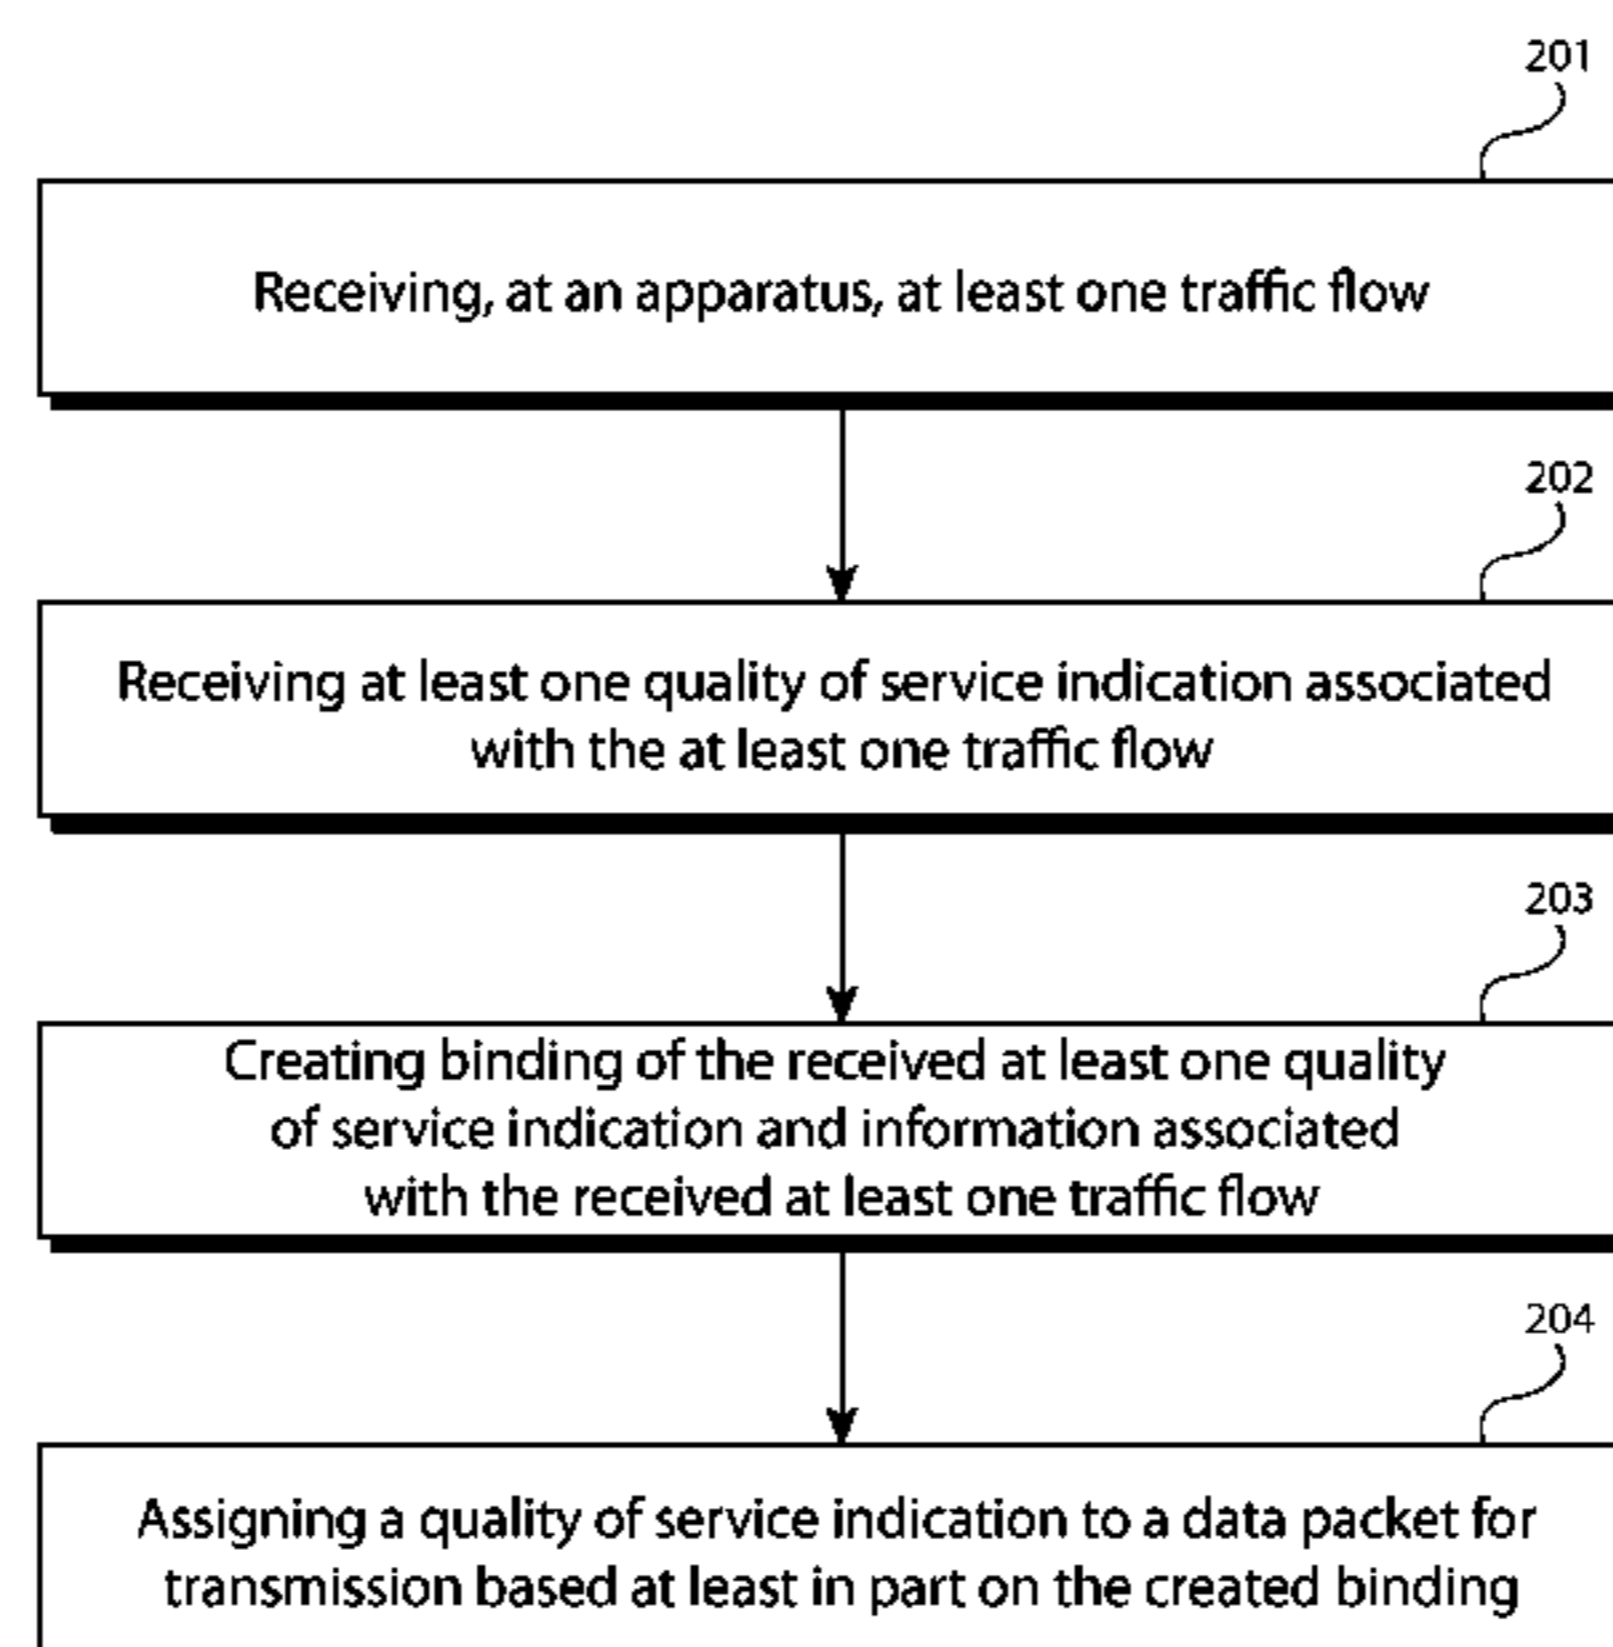 201
Receiving, at an apparatus, at least one traffic flow
202
Receiving at least one quality of service indication associated
with the at least one traffic flow
203
Creating binding of the received at least one quality
of service indication and information associated
with the received at least one traffic flow
204
Assigning a quality of service indication to a data packet for
transmission based at least in part on the created binding